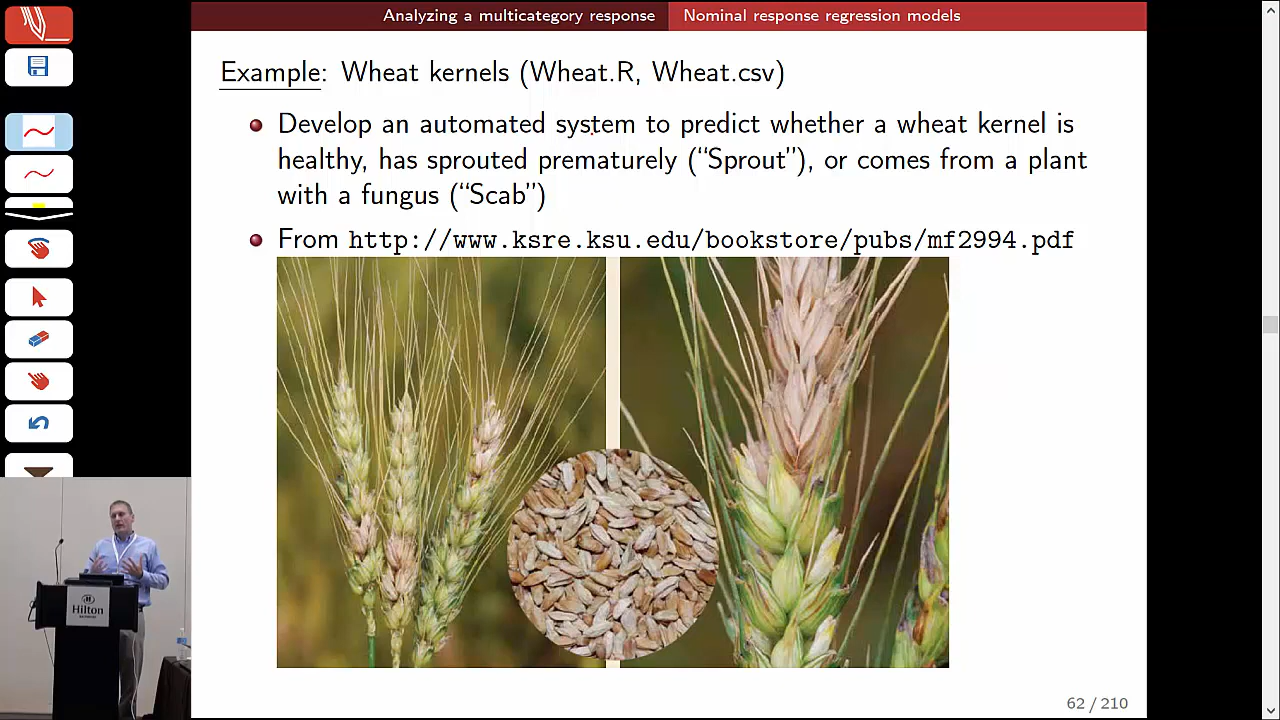 Analyzing a multicategory response Nominal response regression models
Example: Wheat kernels (Wheat.R, Wheat.csv)
Develop an automated system to predict whether a wheat kernel is
healthy, has sprouted prematurely (“Sprout”), or comes from a plant
with a fungus (“Scab”)
From http://www.ksre.ksu.edu/bookstore/pubs/mf2994.pdf
Hilton
62 / 210